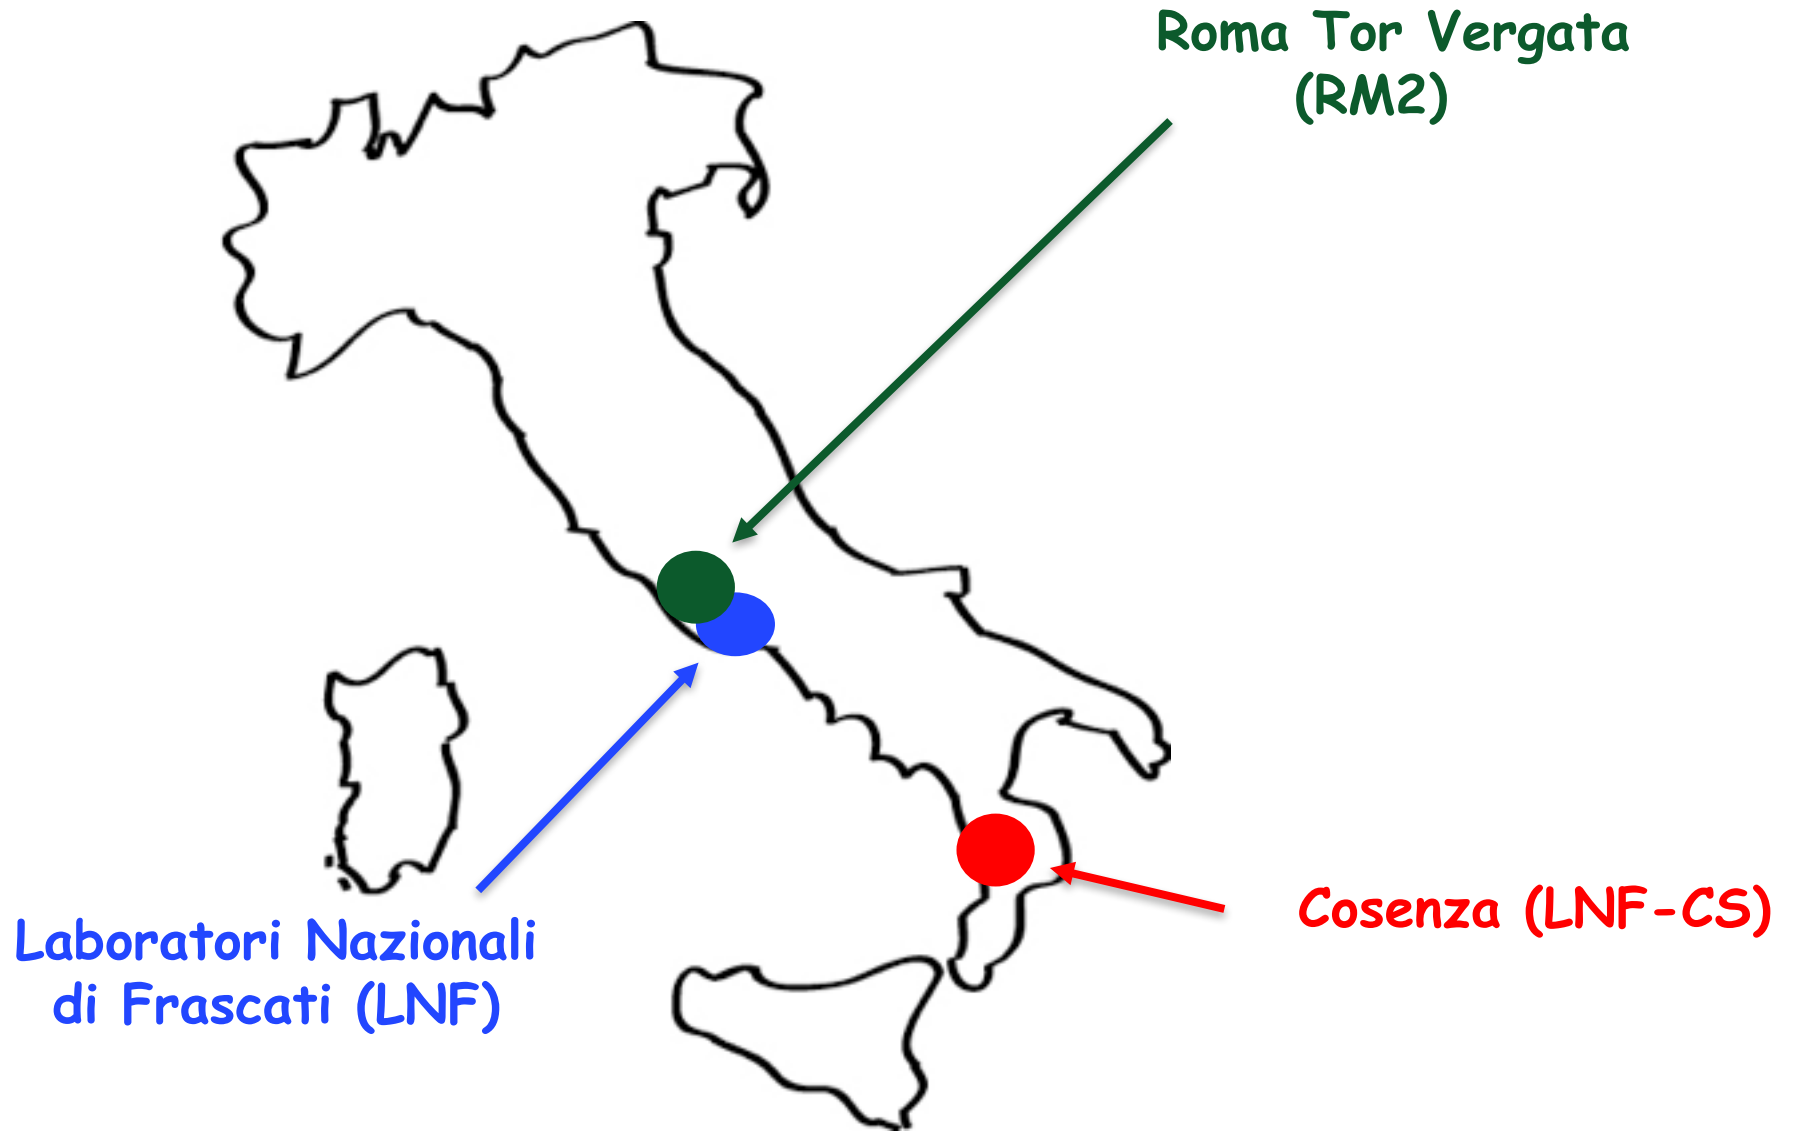 Roma Tor Vergata
(RM2)
Cosenza (LNF-CS)
Laboratori Nazionali
di Frascati (LNF)